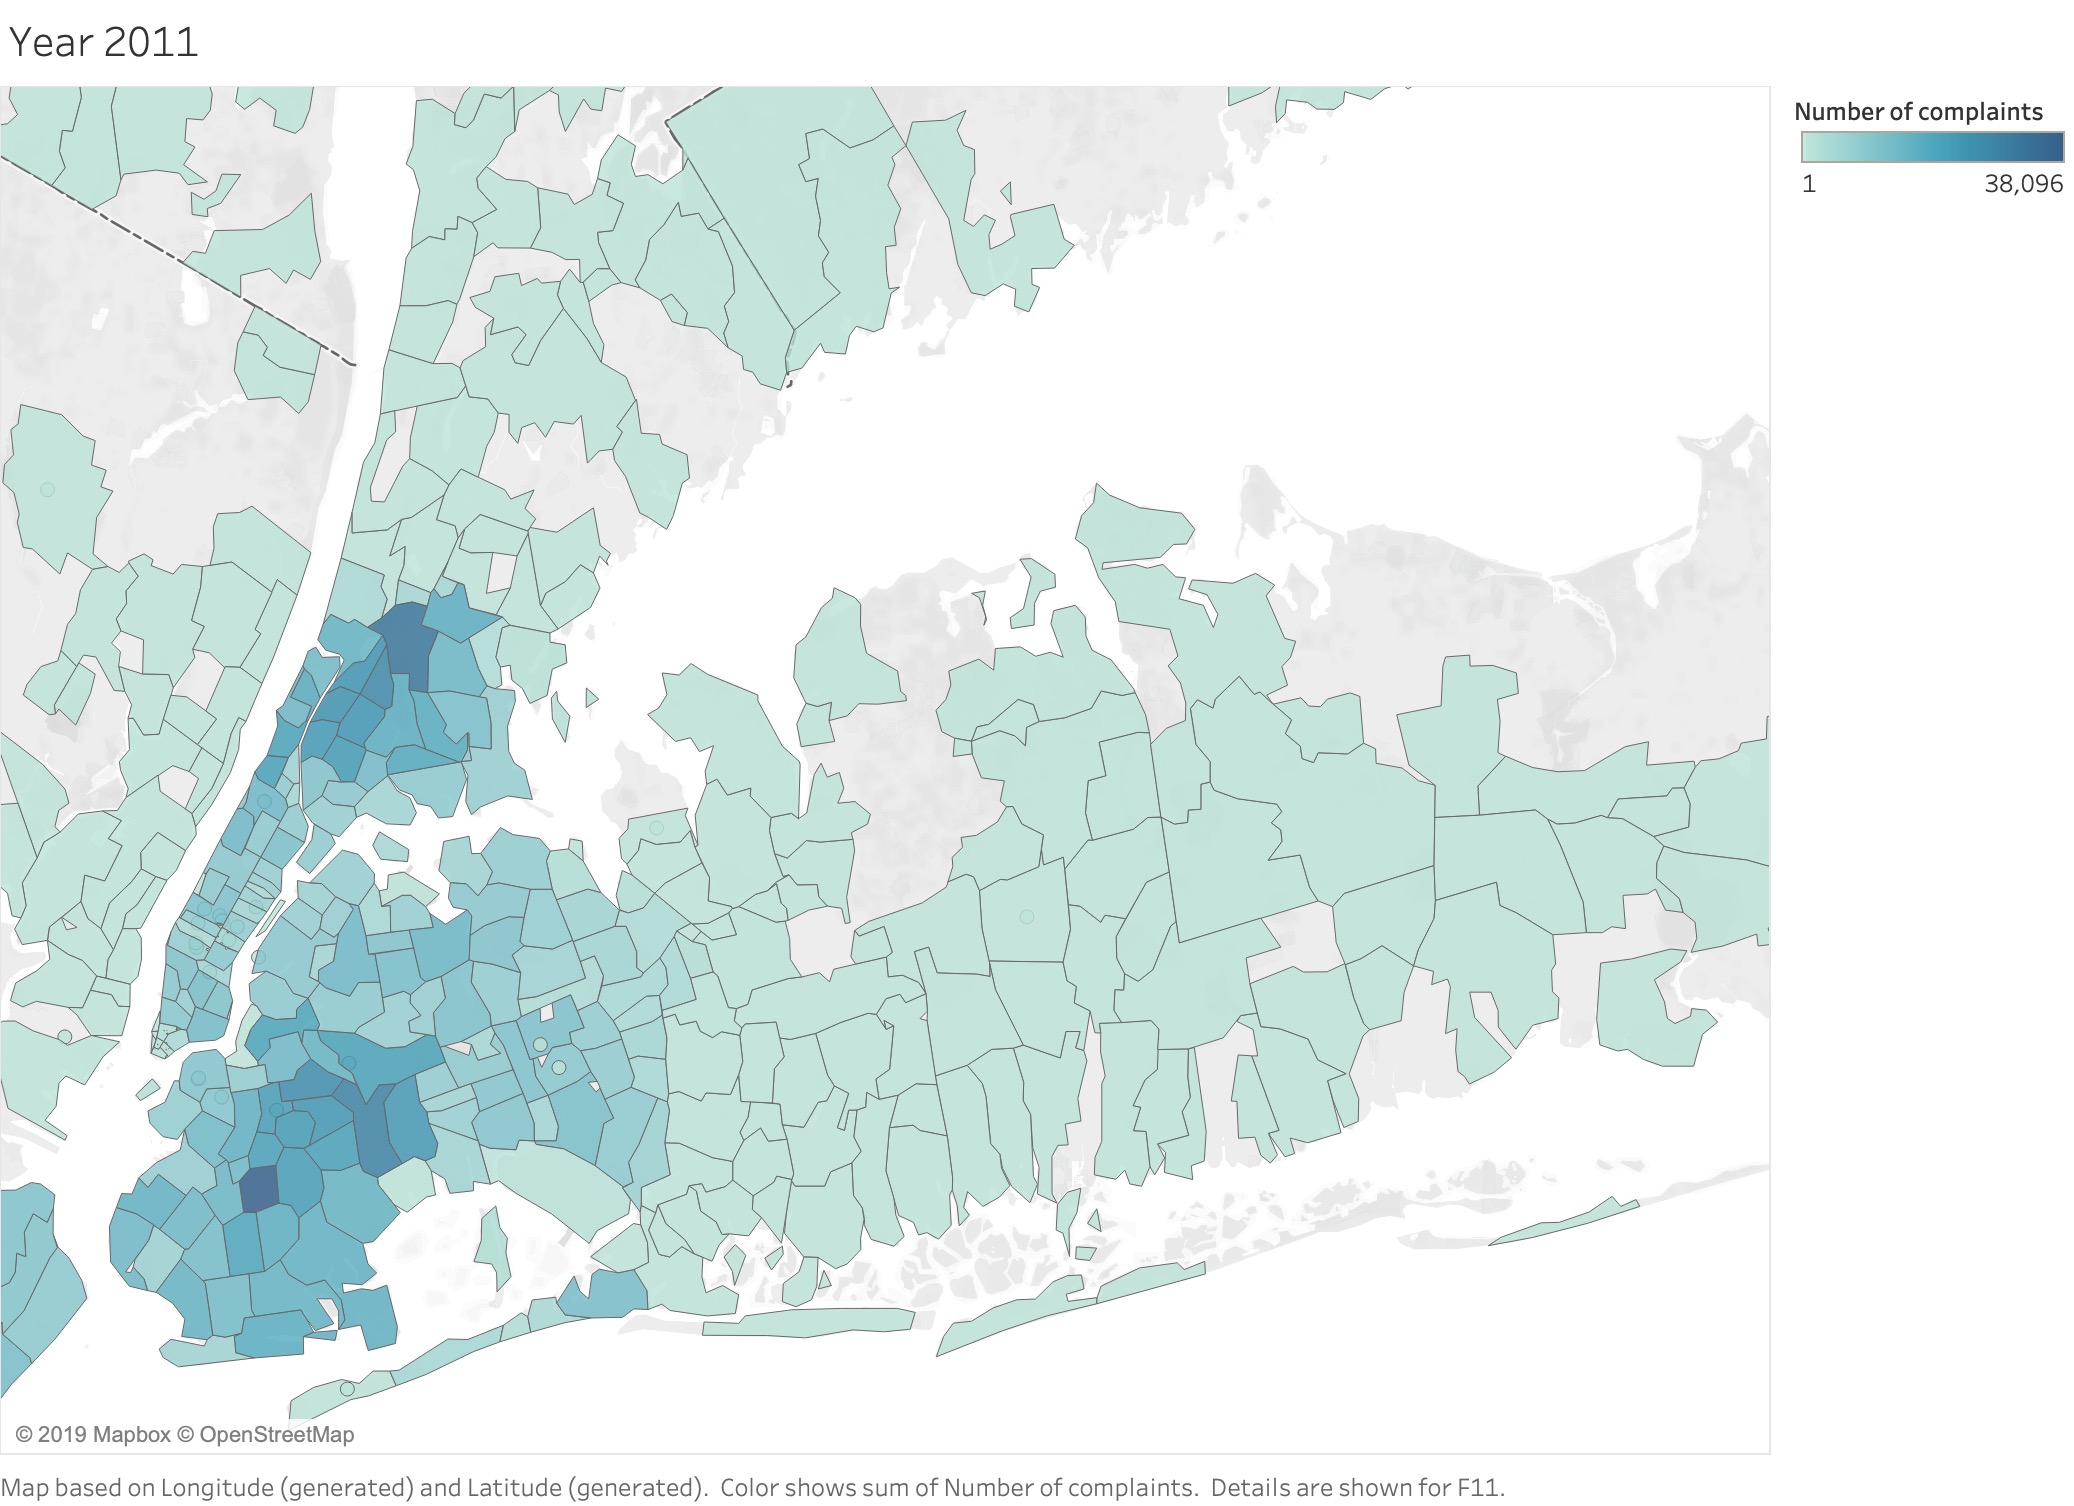 Year 2011
Number of complaints
1 38,096
© 2019 Mapbox © OpenStreetMap
Map based on Longitude (generated) and Latitude (generated). Color shows sum of Number of complaints. Details are shown for F11.